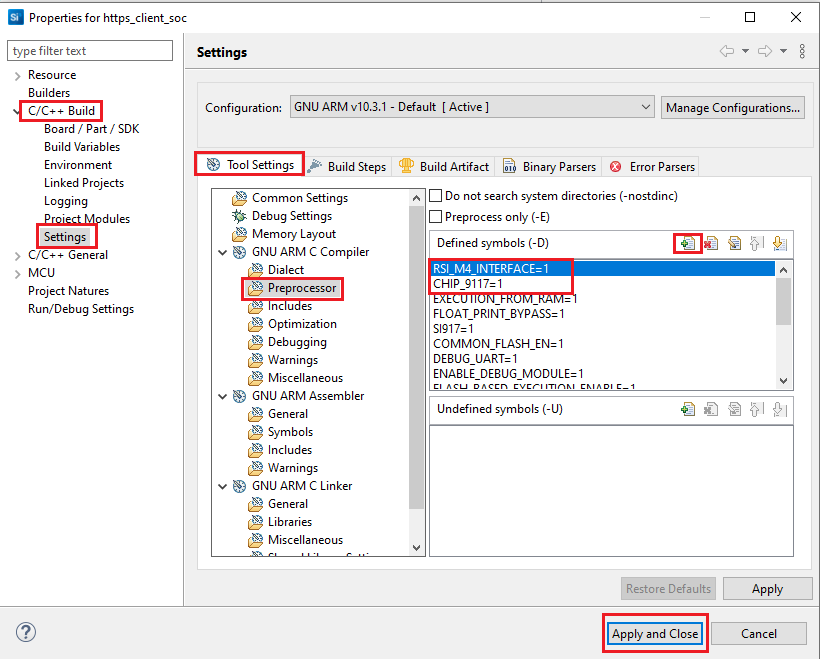 Si Properties for https_client_soc
type filter text
Resource
Builders
C/C++ Build
Board / Part / SDK
Build Variables
Environment
Linked Projects
Logging
Project Modules
Settings
C/C++ General
MCU
Project Natures
Run/Debug Settings
Settings
Configuration: GNU ARM v10.3.1 - Default [ Active ] Manage Configurations...
Tool Settings Build Steps Build Artifact Binary Parsers Error Parsers
Common Settings
Debug Settings
Memory Layout
GNU ARM C Compiler
Dialect
Preprocessor
Includes
Optimization
Debugging
Warnings
Miscellaneous
GNU ARM Assembler
General
Symbols
Includes
Warnings
GNU ARM C Linker
General
Libraries
Miscellaneous
Do not search system directories (-nostdinc)
Preprocess only (-E)
Defined symbols (-D)
RSI_M4_INTERFACE=1
CHIP_9117=1
EXECUTION_FROM_RAM=1
FLOAT_PRINT_BYPASS=1
SI917=1
COMMON_FLASH_EN=1
DEBUG_UART=1
ENABLE_DEBUG_MODULE=1
FLASH_BASED_EXECUTION_ENABLE=1
Undefined symbols (-U)
Restore Defaults Apply
? Apply and Close Cancel